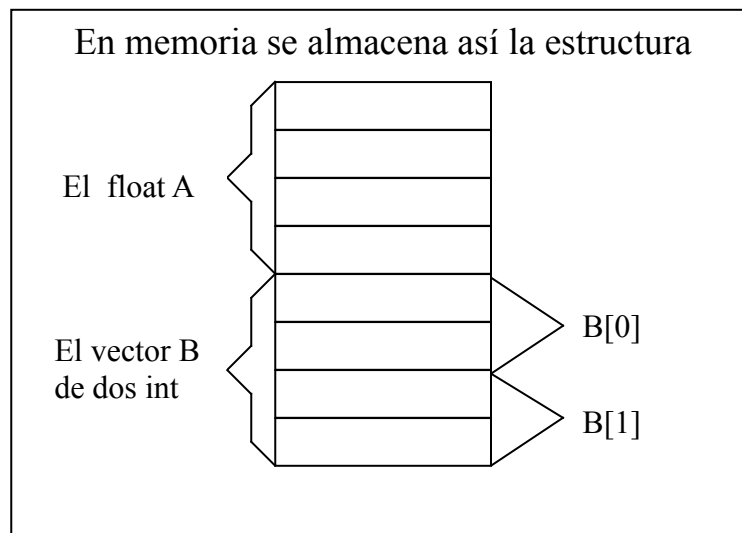 En memoria se almacena así la estructura
El float A
B[0]
El vector B
de dos int
B[1]